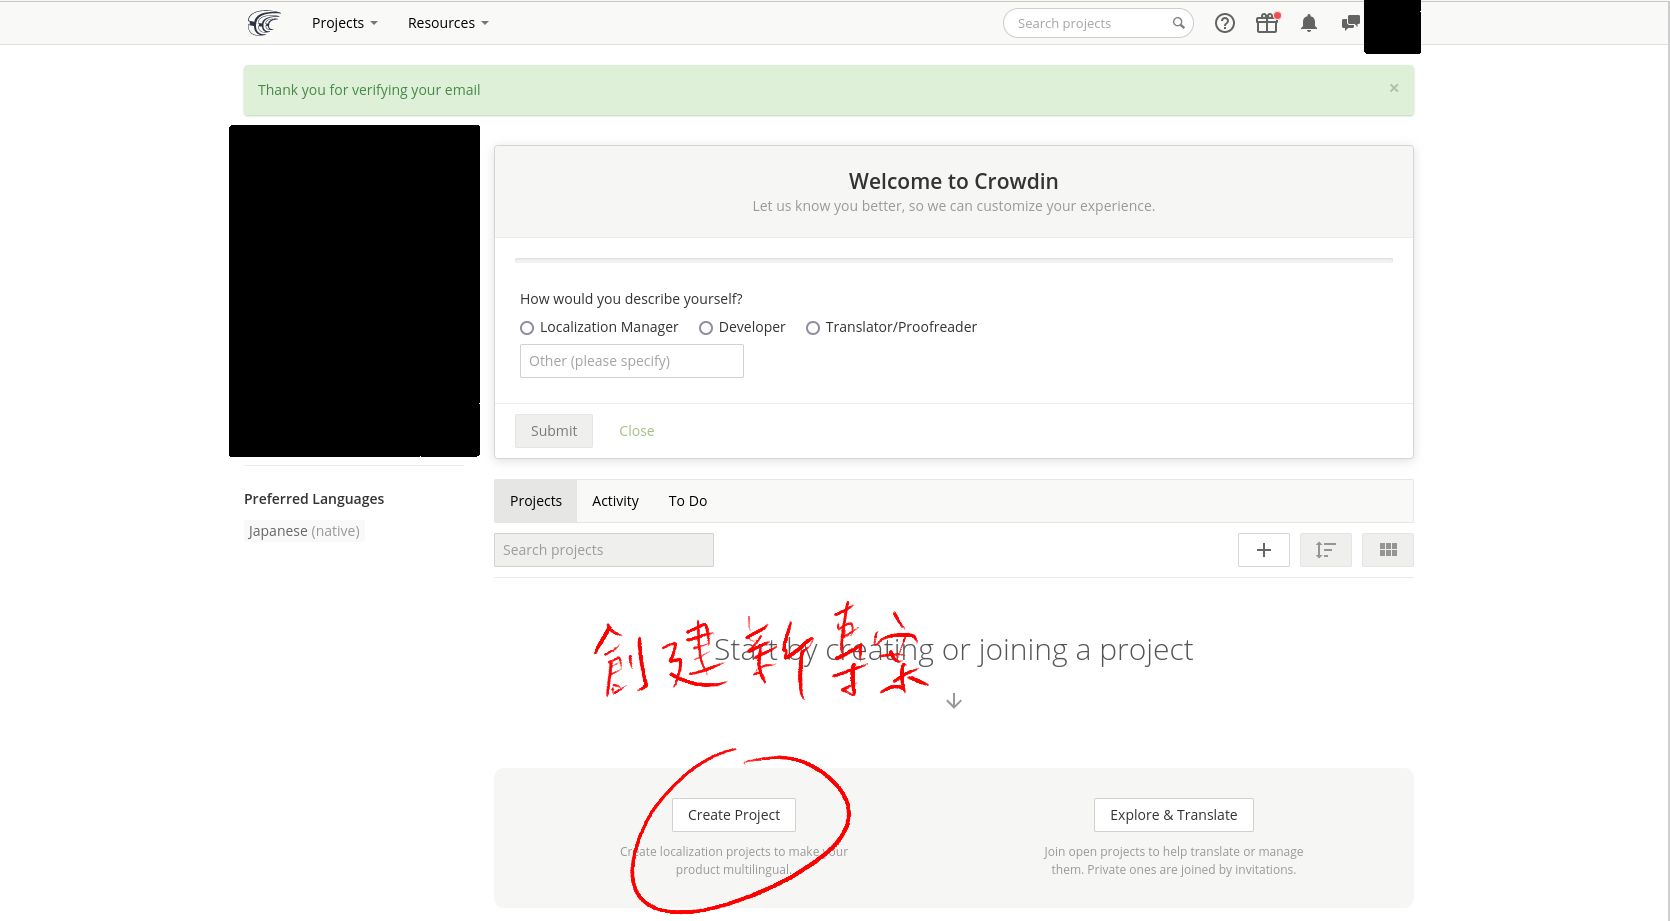 Projects
Resources
Search projects
Thank you for verifying your email
×
Welcome to Crowdin
Let us know you better, so we can customize your experience.
How would you describe yourself?
Localization Manager
Developer
Translator/Proofreader
Other (please specify)
Submit
Close
Preferred Languages
Japanese (native)
Projects
Activity
To Do
Search projects
創建新專案
Start by creating or joining a project
Create Project
Create localization projects to make your
product multilingual.
Explore & Translate
Join open projects to help translate or manage
them. Private ones are joined by invitations.